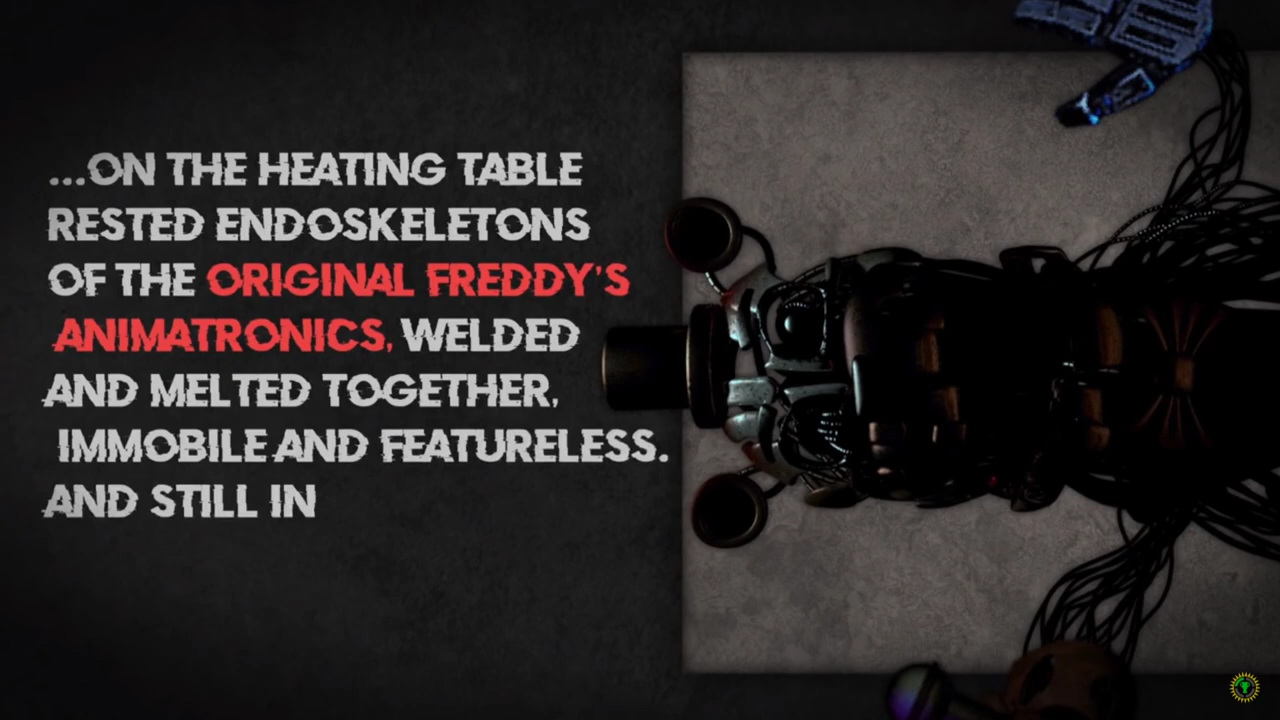 ...ON THE HEATING TABLE
RESTED ENDOSKELETONS
OF THE ORIGINAL FREDDY'S
ANIMATRONICS, WELDED
AND MELTED TOGETHER,
IMMOBILE AND FEATURELESS.
AND STILL IN